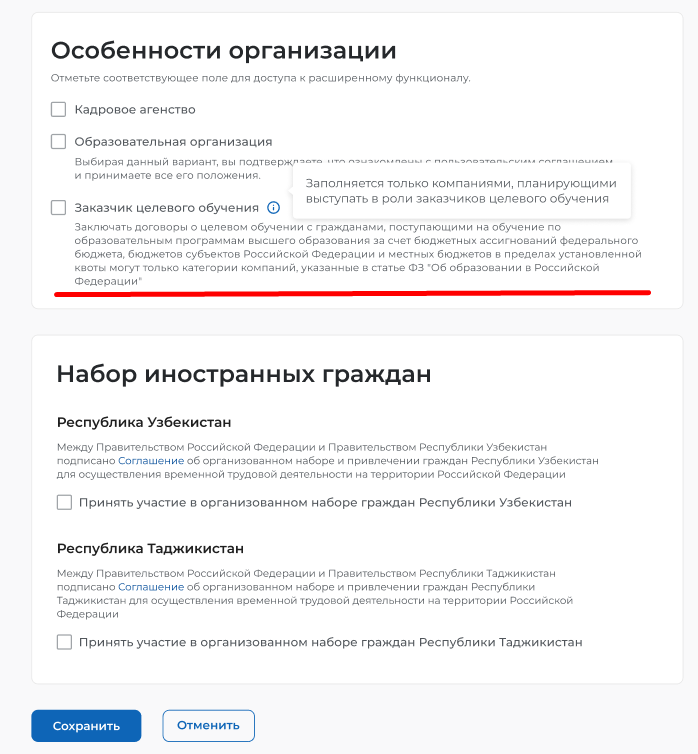 Особенности организации
Отметьте соответствующее поле для доступа к расширенному функционалу.
Кадровое агенство
Образовательная организация
Выбирая данный вариант, вы подтверждаете, что ознакомлены с пользовательским соглашением
и принимаете все его положения.
Заполняется только компаниями, планирующими
выступать в роли заказчиков целевого обучения
Заказчик целевого обучения
Заключать договоры о целевом обучении с гражданами, поступающими на обучение по
образовательным программам высшего образования за счет бюджетных ассигнований федерального
бюджета, бюджетов субъектов Российской Федерации и местных бюджетов в пределах установленной
квоты могут только категории компаний, указанные в статье ФЗ "Об образовании в Российской
Федерации"
Набор иностранных граждан
Республика Узбекистан
Между Правительством Российской Федерации и Правительством Республики Узбекистан
подписано Соглашение об организованном наборе и привлечении граждан Республики Узбекистан
для осуществления временной трудовой деятельности на территории Российской Федерации
Принять участие в организованном наборе граждан Республики Узбекистан
Республика Таджикистан
Между Правительством Российской Федерации и Правительством Республики Таджикистан
подписано Соглашение об организованном наборе и привлечении граждан Республики
Таджикистан для осуществления временной трудовой деятельности на территории Российской
Федерации
Принять участие в организованном наборе граждан Республики Таджикистан
Сохранить
Отменить